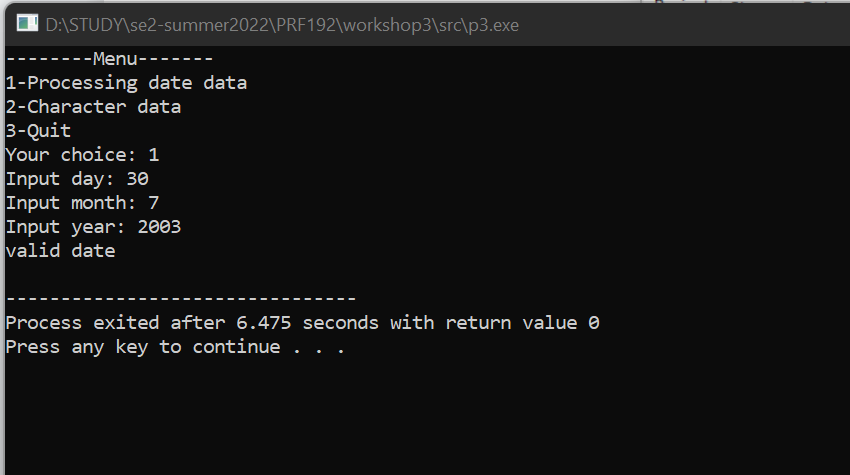 D:\STUDY\se2-summer2022\PRF192\workshop3\src\p3.exe
--------Menu-------
1-Processing date data
2-Character data
3-Quit
Your choice: 1
Input day: 30
Input month: 7
Input year: 2003
valid date
--------------------------------
Process exited after 6.475 seconds with return value 0
Press any key to continue . . .